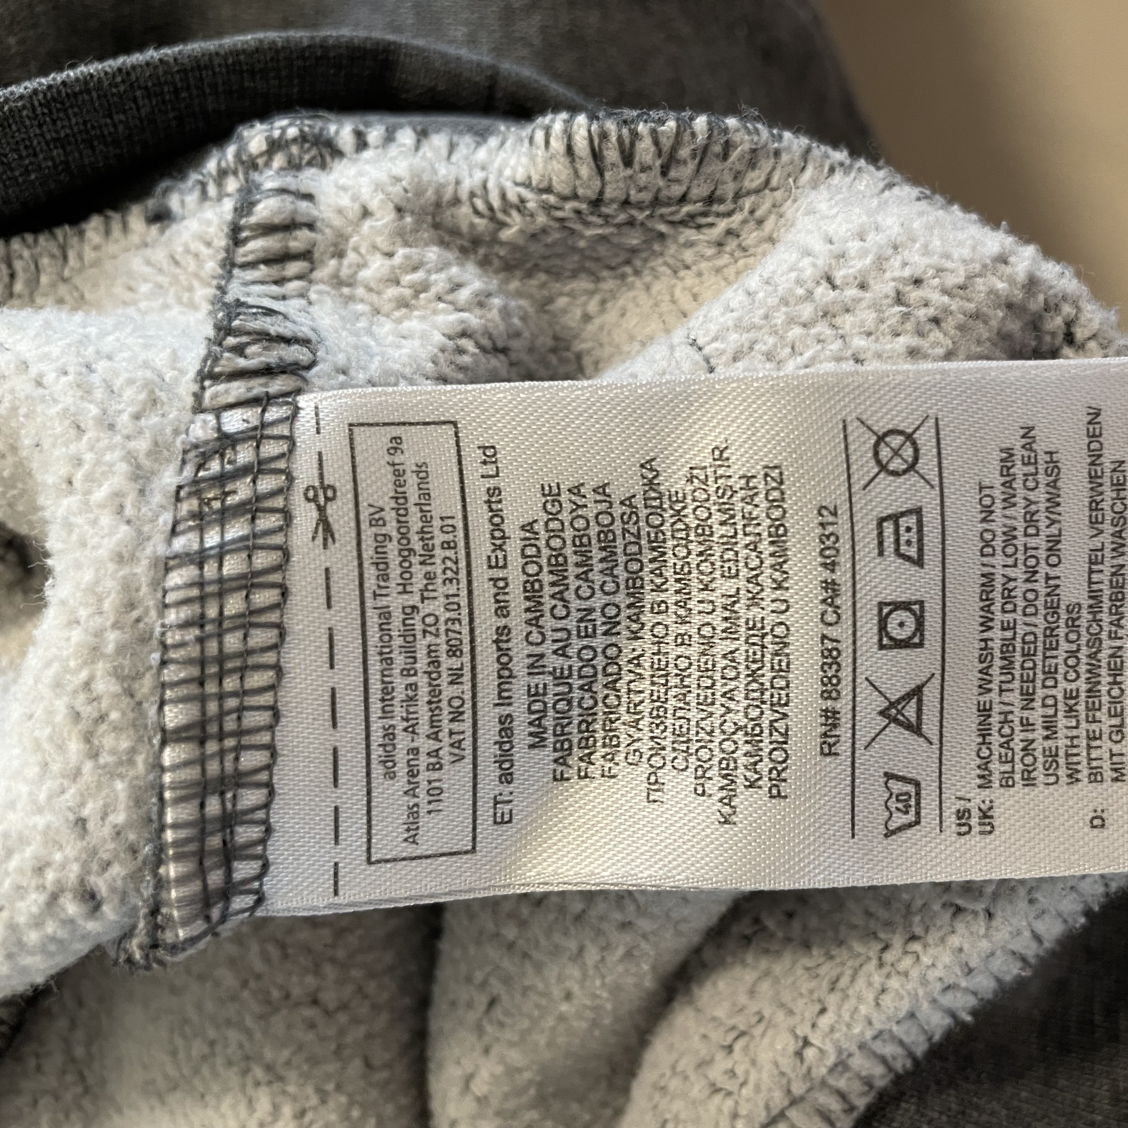 adidas International Trading BV
Atlas Arena -Afrika Building Hoogoorddreef 9a
1101 BA Amsterdam ZO The Netherlands
VAT NO. NL 8073.01.322.B.01
ET: adidas Imports and Exports Ltd
MADE IN CAMBODIA
FABRIQUÉ AU CAMBODGE
FABRICADO EN CAMBOYA
FABRICADO NO CAMBOJA
GYÁRTVA: KAMBODZSA
ПРОИЗВЕДЕНО В КАМБОДЖА
СДЕЛАНО В КАМБОДЖЕ
PROIZVEDENO U KOMBODŽI
KAMBOÇYA'DA İMAL EDİLMİŞTİR.
КАМБОДЖЕДЕ ЖАСАЛҒАН
PROIZVEDENO U KAMBODZI
RN# 88387 CA# 40312
40
US /
UK: MACHINE WASH WARM / DO NOT
BLEACH / TUMBLE DRY LOW / WARM
IRON IF NEEDED / DO NOT DRY CLEAN
USE MILD DETERGENT ONLY/WASH
WITH LIKE COLORS
D: BITTE FEINWASCHMITTEL VERWENDEN/
MIT GLEICHEN FARBEN WASCHEN